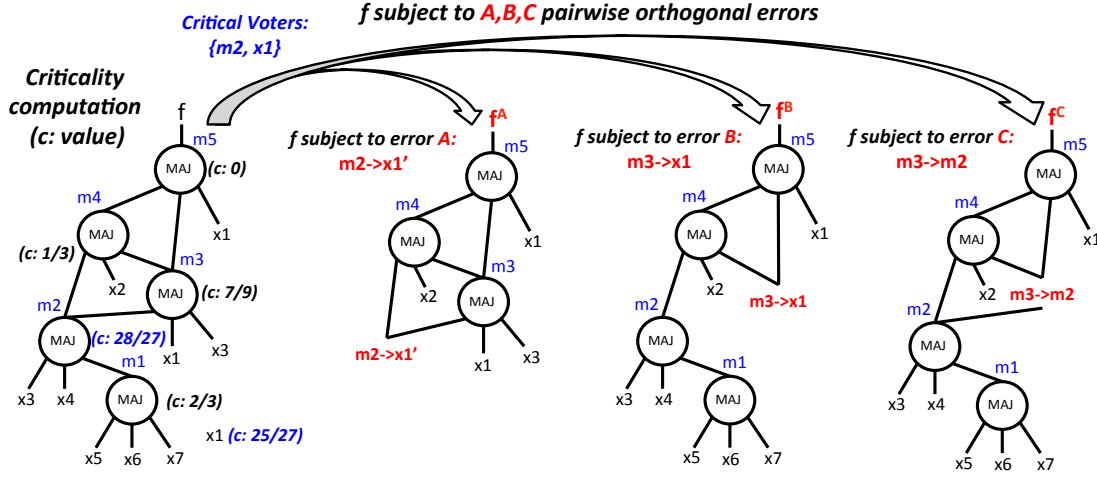 f subject to A,B,C pairwise orthogonal errors
Critical Voters:
{m2, x1}
Criticality
computation
(c: value)
f
m5
MAJ
(c: 0)
m4
MAJ
x1
(c: 1/3)
x2
m3
MAJ
(c: 7/9)
m2
MAJ
(c: 28/27)
x1
x3
m1
x3
x4
MAJ
(c: 2/3)
x1 (c: 25/27)
x5
x6
x7
f subject to error A:
m2->x1'
fA
m5
MAJ
m4
MAJ
x1
x2
m3
MAJ
m2->x1'
x1
x3
f subject to error B:
m3->x1
fB
m5
MAJ
m4
MAJ
x1
x2
m3->x1
m2
MAJ
m1
x3
x4
MAJ
x5
x6
x7
f subject to error C:
m3->m2
fC
m5
MAJ
m4
MAJ
x1
x2
m3->m2
m2
MAJ
m1
x3
x4
MAJ
x5
x6
x7